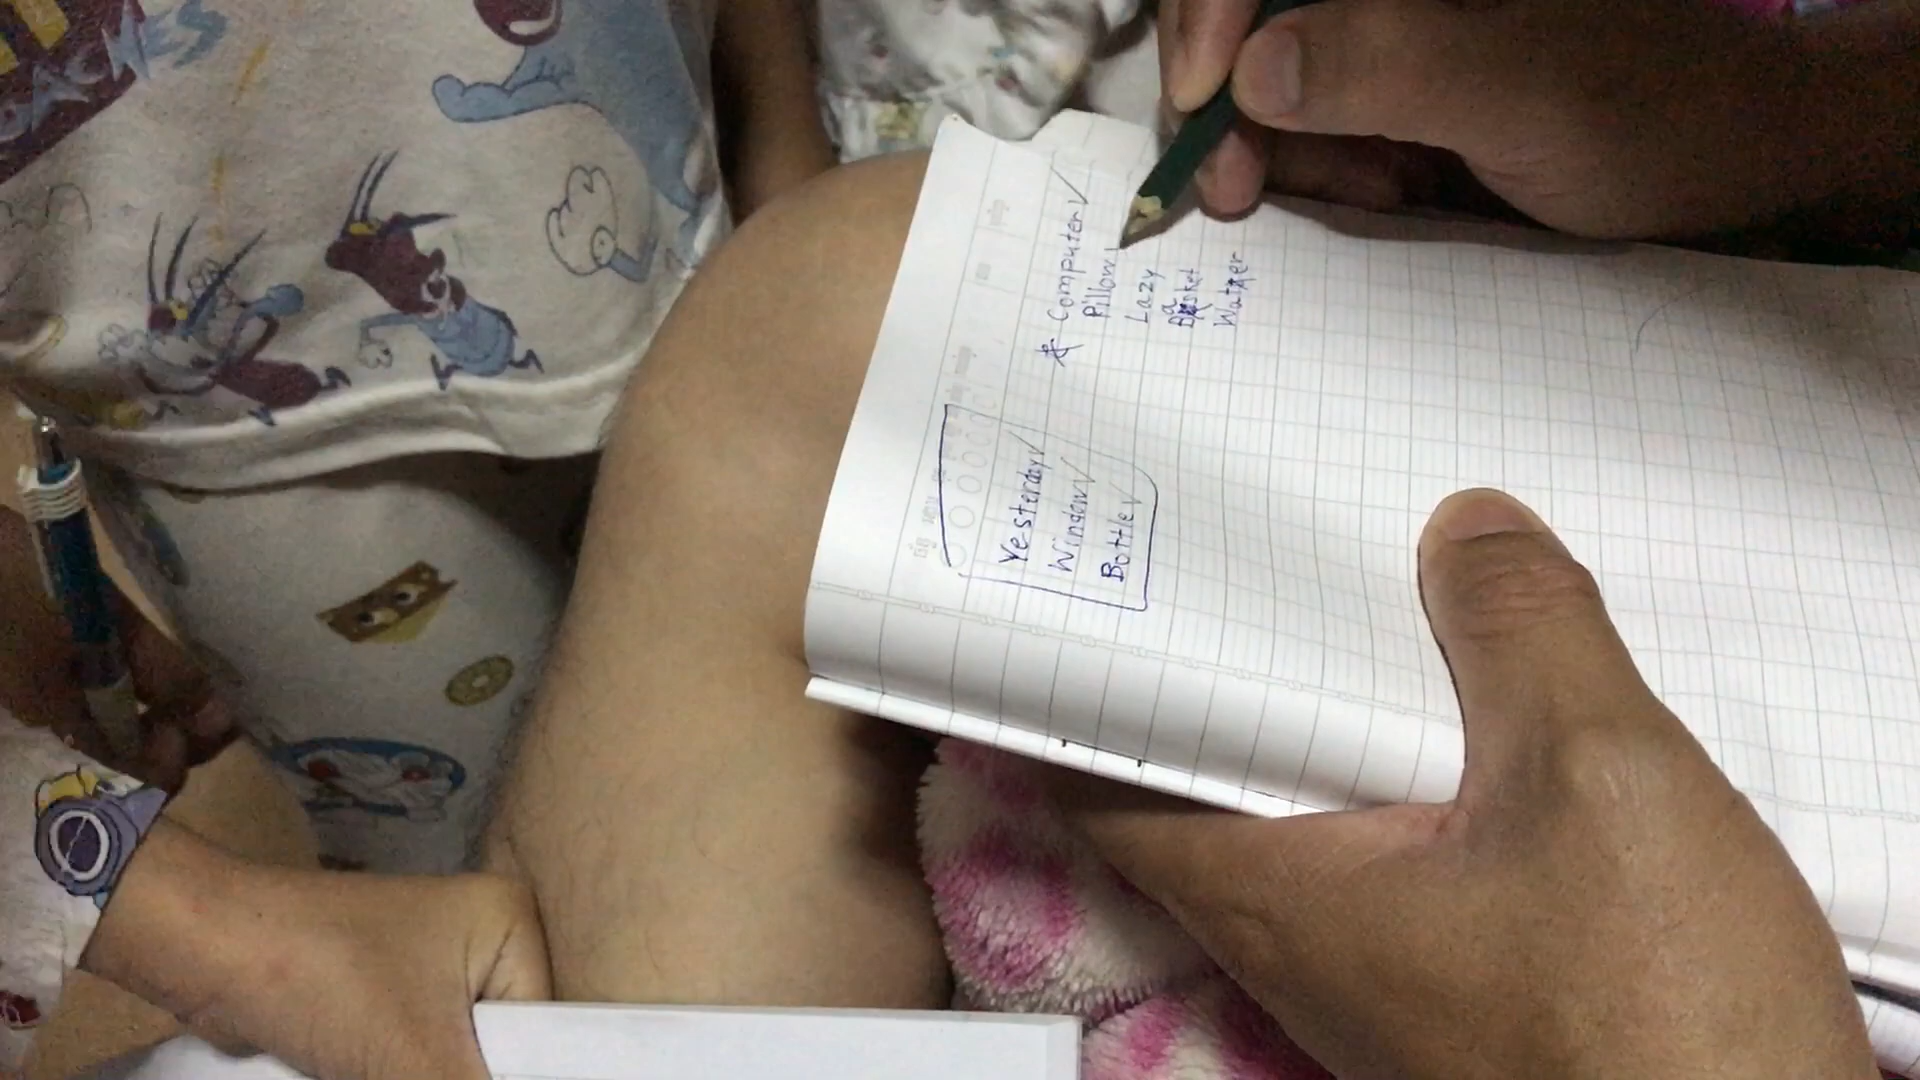 Yesterday✓
Window✓
Bottle✓
Computer✓
Pillow
Lazy
Basket
Water